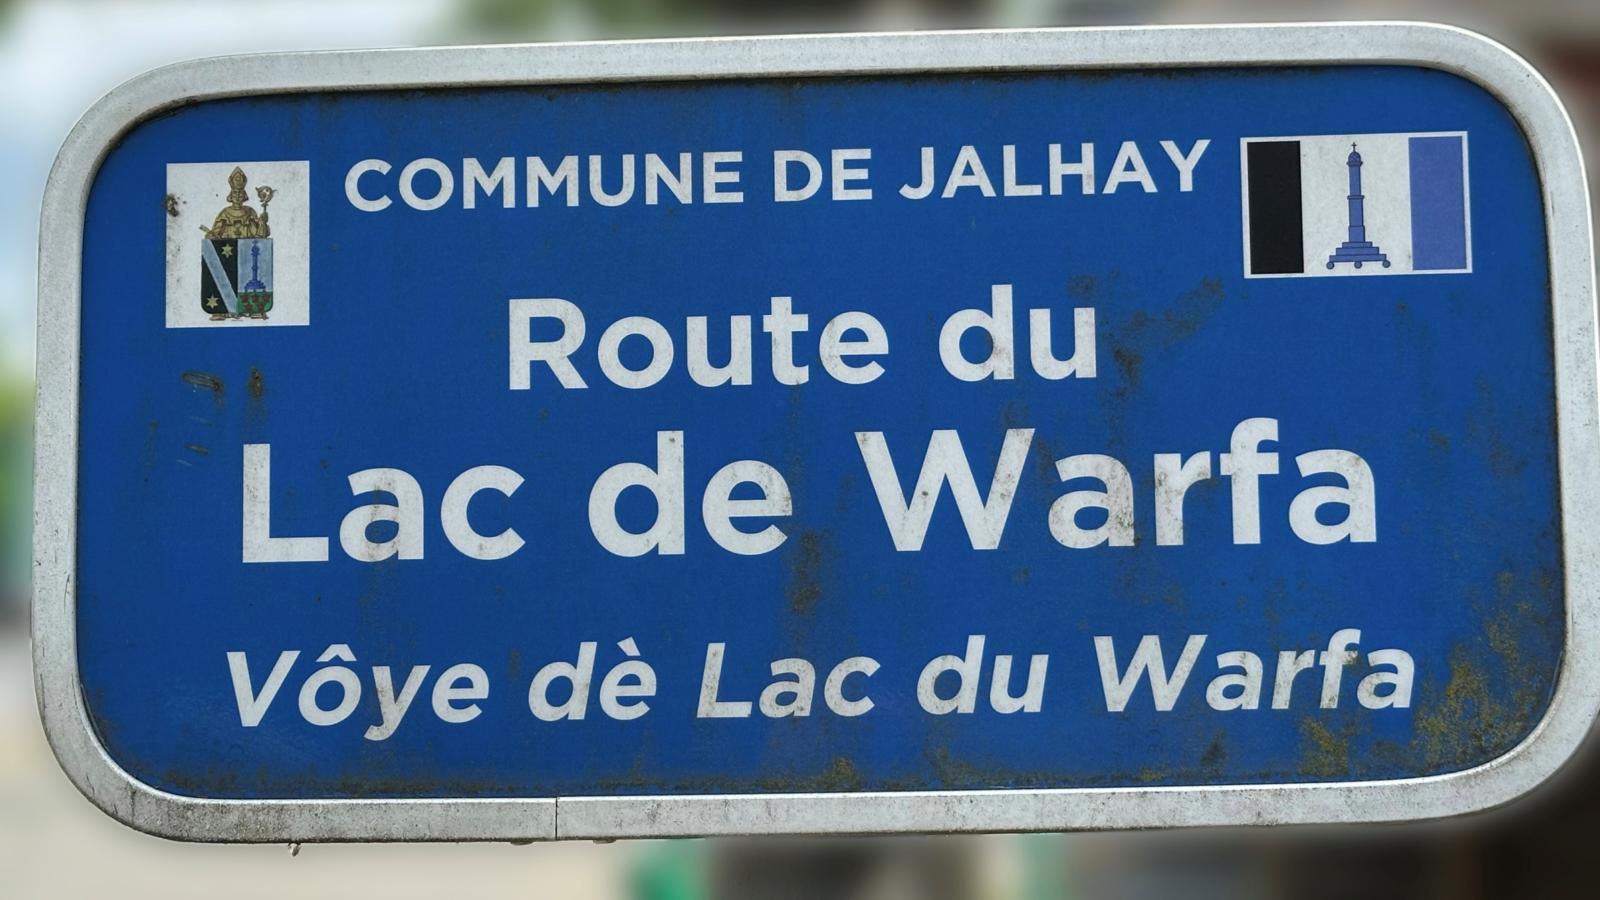 COMMUNE DE JALHAY
Route du
Lac de Warfa
Vôye dè Lac du Warfa